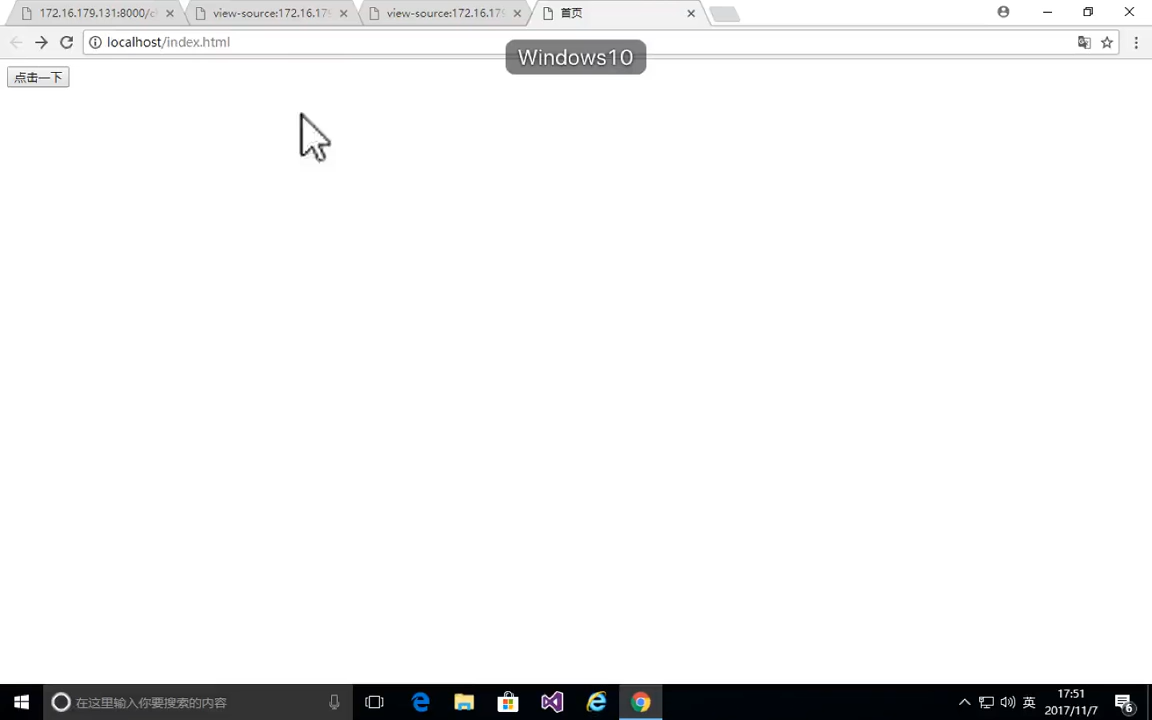 172.16.179.131:8000/c
view-source:172.16.179
view-source:172.16.179
首页
localhost/index.html
Windows10
点击一下
在这里输入你要搜索的内容
英
17:51
2017/11/7
6